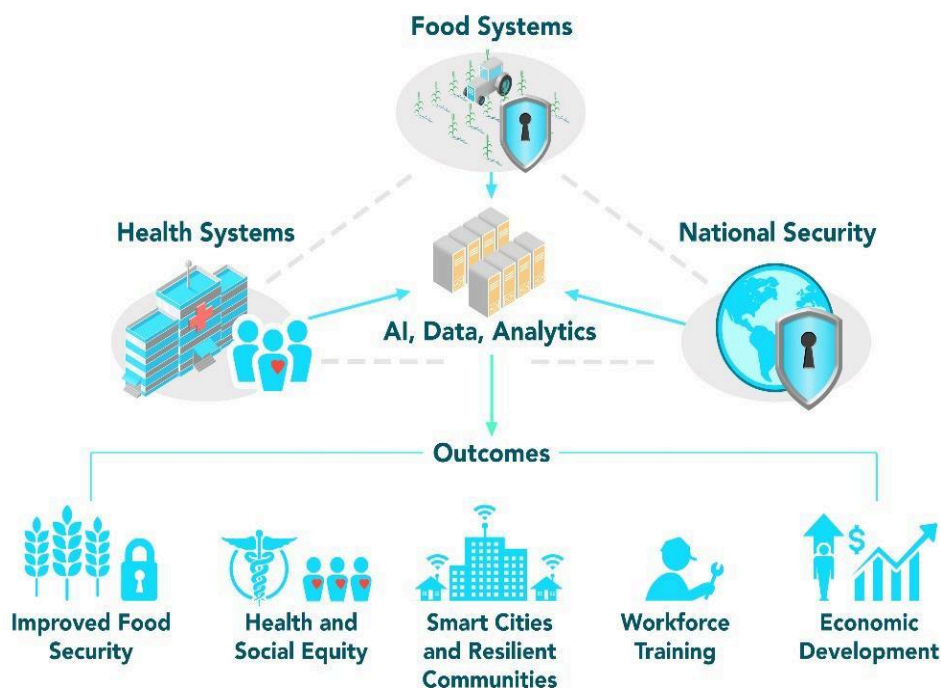 Food Systems
Health Systems
National Security
AI, Data, Analytics
Outcomes
$
Improved Food
Security
Health and
Social Equity
Smart Cities
and Resilient
Communities
Workforce
Training
Economic
Development